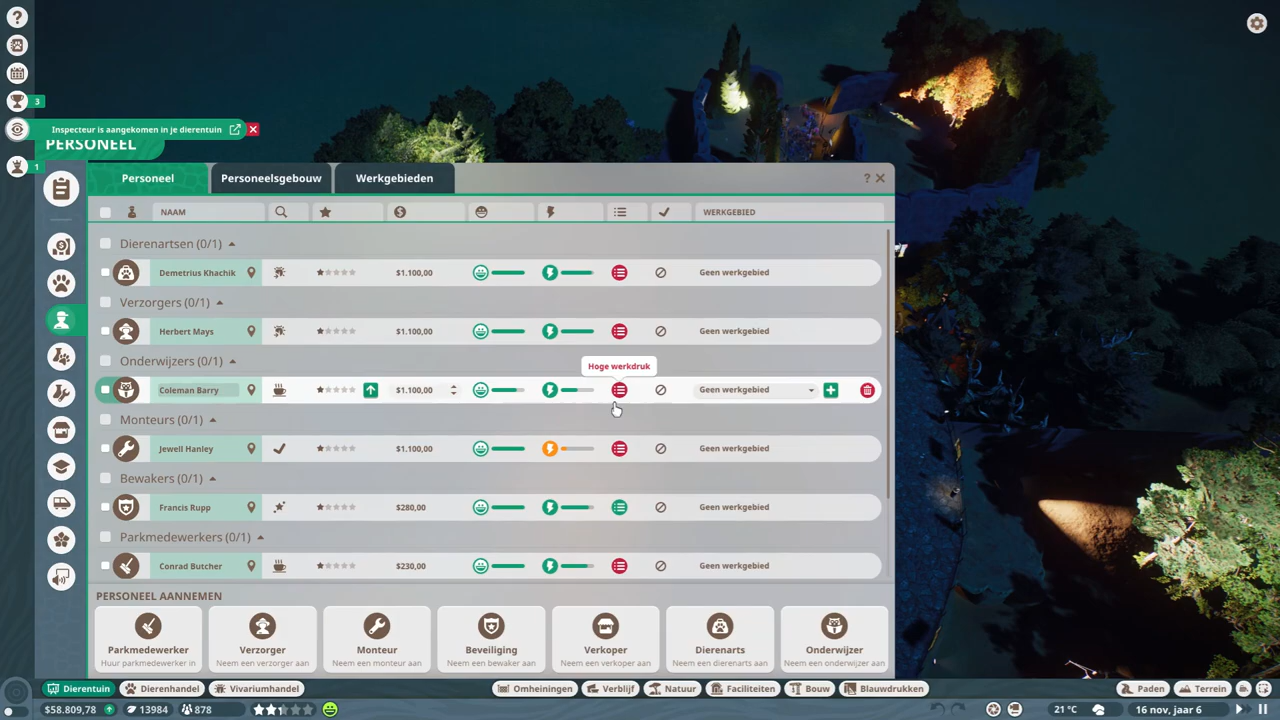 3
Inspecteur is aangekomen in je dierentuin
PERSONEEL
1
Personeel Personeelsgebouw Werkgebieden
?
NAAM WERKGEBIED
Dierenartsen (0/1)
Demetrius Khachik $1.100,00 Geen werkgebied
Verzorgers (0/1)
Herbert Mays $1.100,00 Geen werkgebied
Onderwijzers (0/1)
Hoge werkdruk
Coleman Barry $1.100,00 Geen werkgebied
Monteurs (0/1)
Jewell Hanley $1.100,00 Geen werkgebied
Bewakers (0/1)
Francis Rupp $280,00 Geen werkgebied
Parkmedewerkers (0/1)
Conrad Butcher $230,00 Geen werkgebied
PERSONEEL AANNEMEN
Parkmedewerker Verzorger Monteur Beveiliging Verkoper Dierenarts Onderwijzer
Huur parkmedewerker in Neem een verzorger aan Neem een monteur aan Neem een bewaker aan Neem een verkoper aan Neem een dierenarts aan Neem een onderwijzer aan
Dierentuin Dierenhandel Vivariumhandel Omheiningen Verblijf Natuur Faciliteiten Bouw Blauwdrukken Paden Terrein
$58.809,78 13984 878 21 °C 16 nov, jaar 6